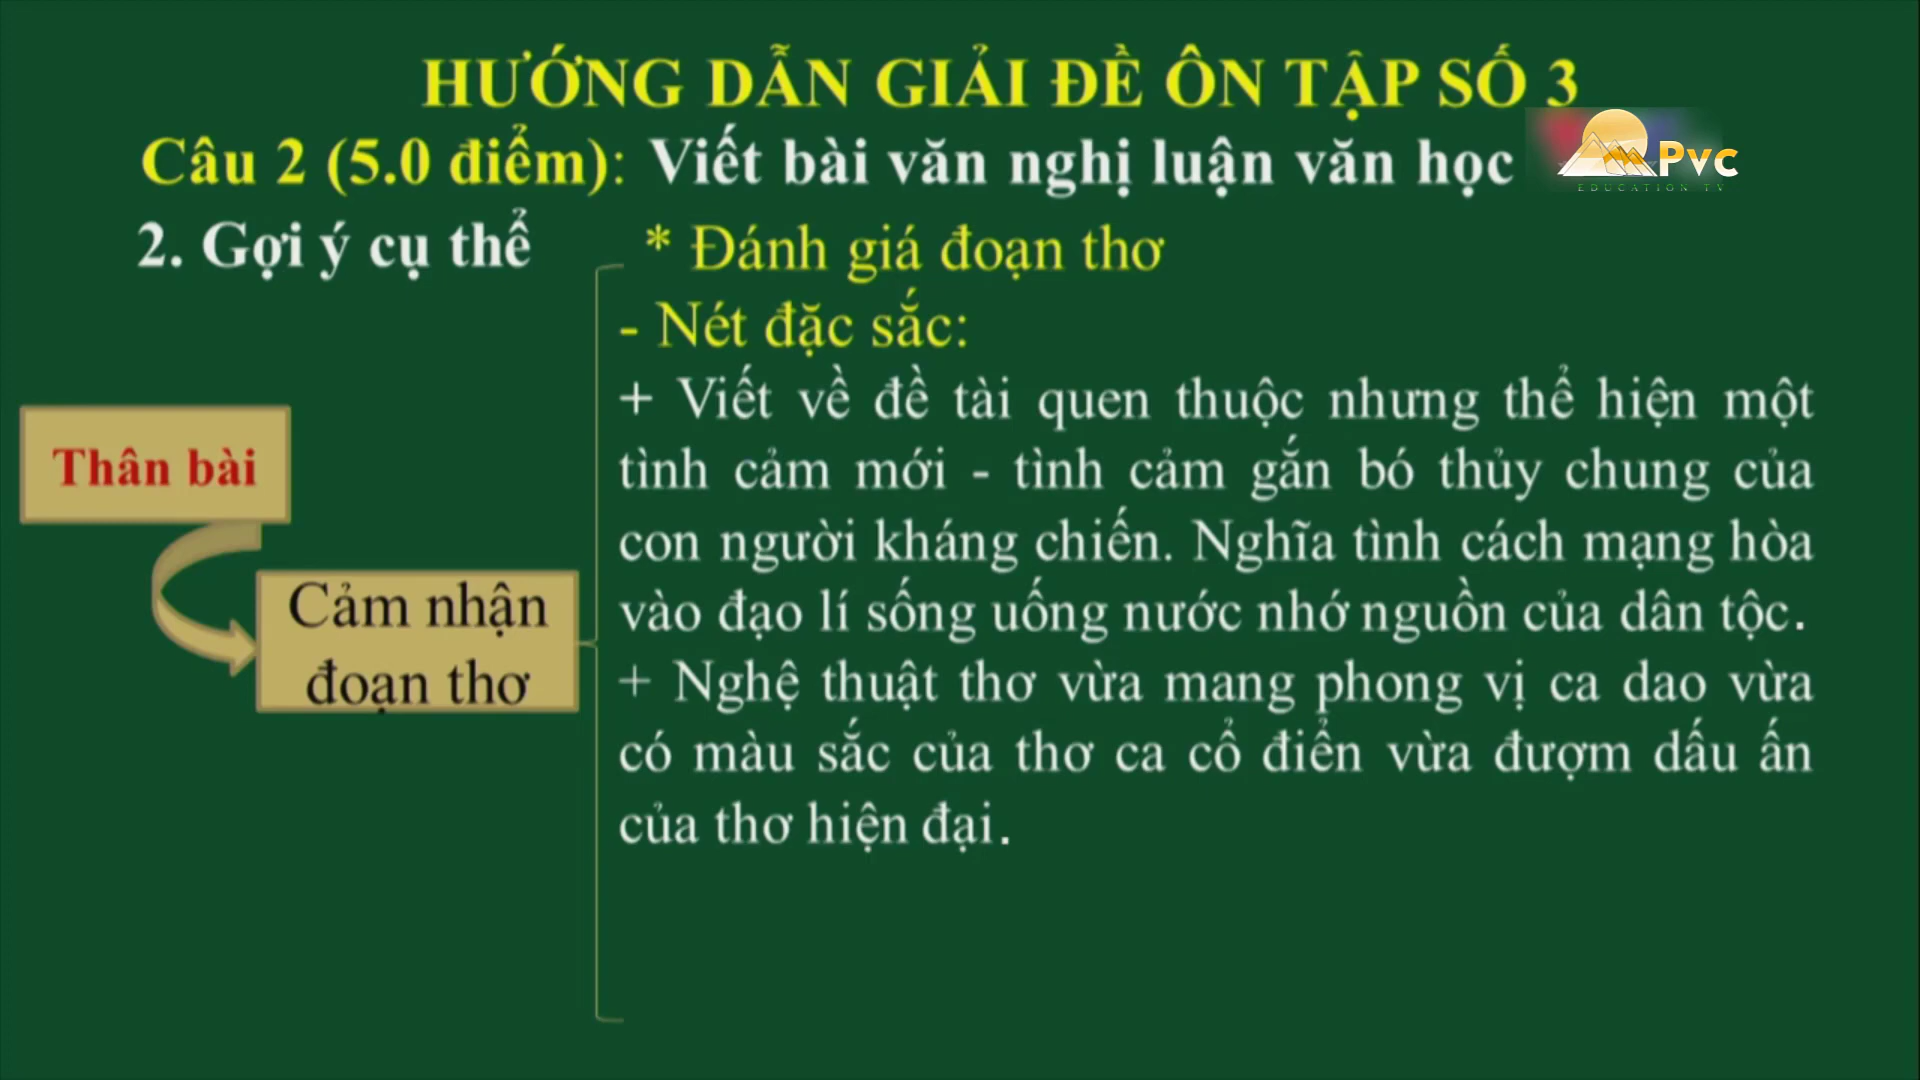 HƯỚNG DẪN GIẢI ĐỀ ÔN TẬP SỐ 3
Câu 2 (5.0 điểm): Viết bài văn nghị luận văn học
Pvc
EDUCATION TV
2. Gợi ý cụ thể
* Đánh giá đoạn thơ
- Nét đặc sắc:
+ Viết về đề tài quen thuộc nhưng thể hiện một
tình cảm mới - tình cảm gắn bó thủy chung của
con người kháng chiến. Nghĩa tình cách mạng hòa
vào đạo lí sống uống nước nhớ nguồn của dân tộc.
+ Nghệ thuật thơ vừa mang phong vị ca dao vừa
có màu sắc của thơ ca cổ điển vừa đượm dấu ấn
của thơ hiện đại.
Thân bài
Cảm nhận
đoạn thơ